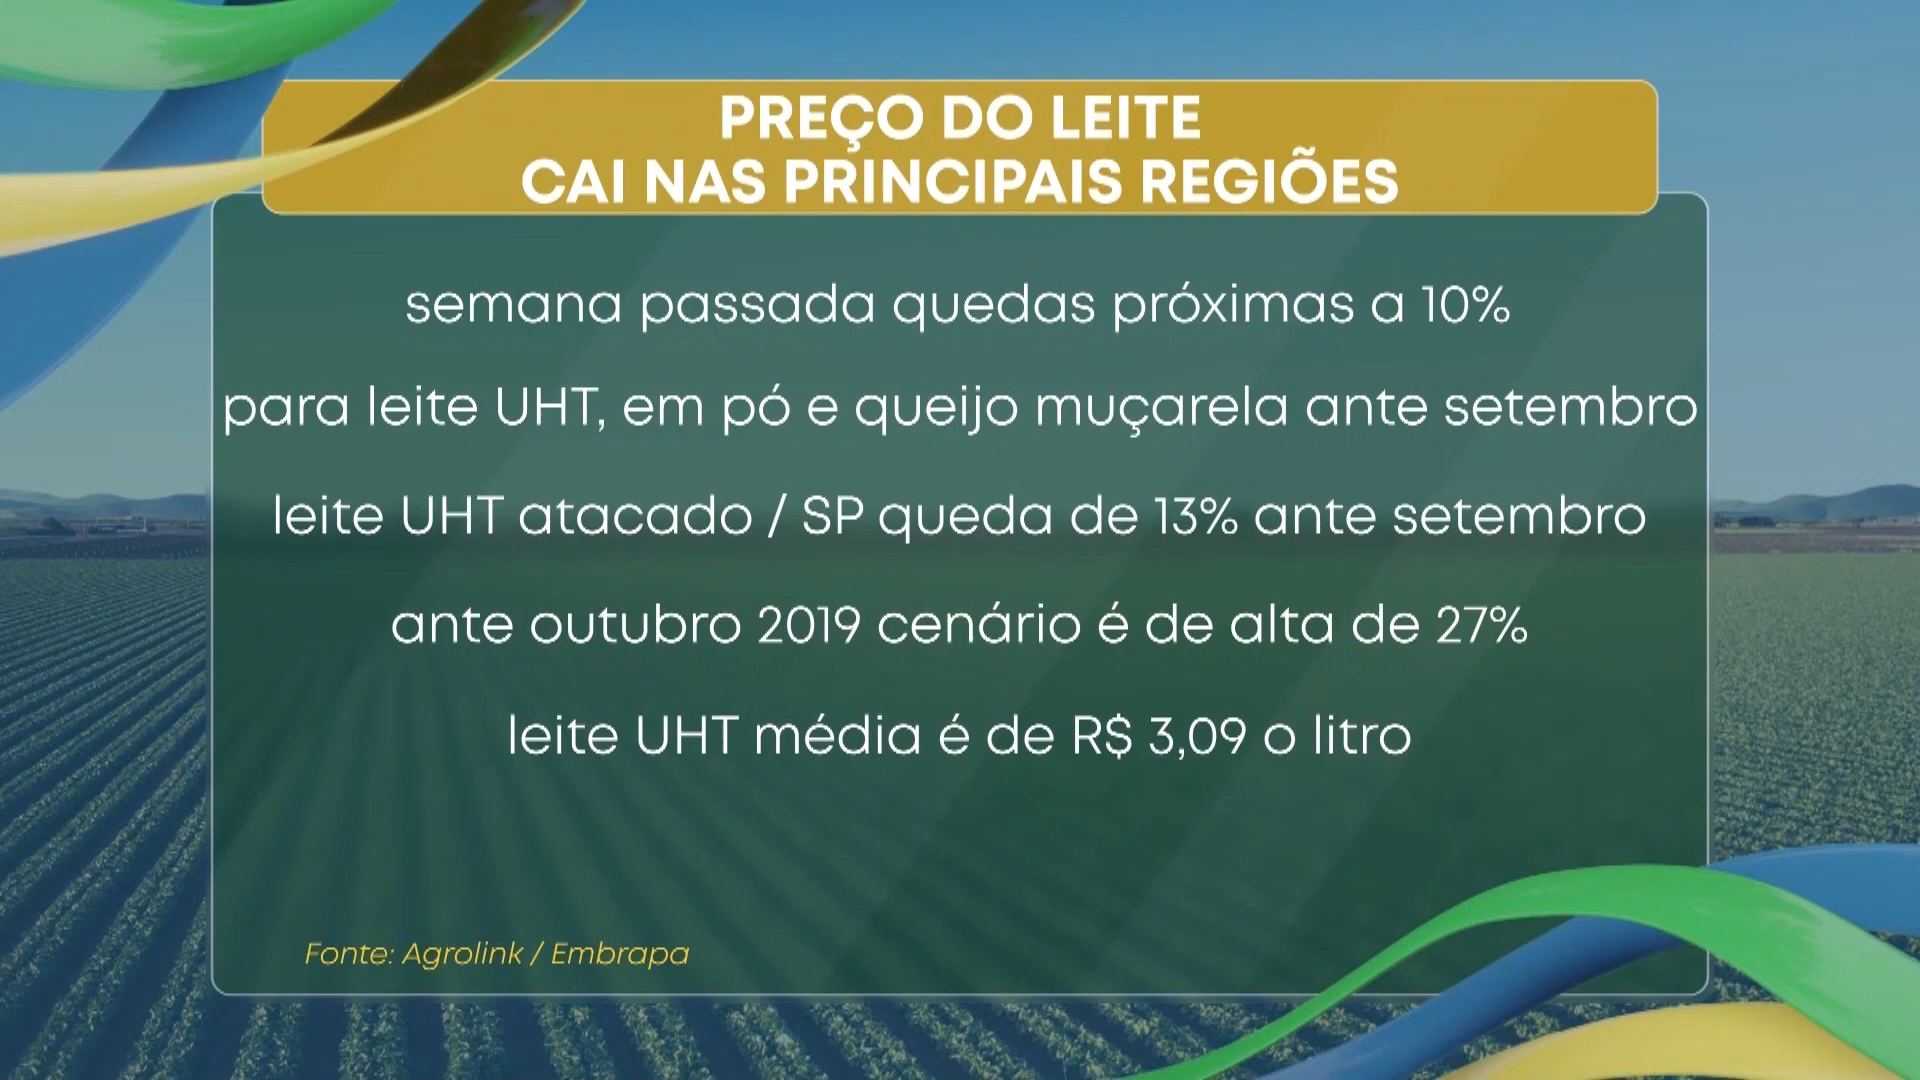 PREÇO DO LEITE
CAI NAS PRINCIPAIS REGIÕES
semana passada quedas próximas a 10%
para leite UHT, em pó e queijo muçarela ante setembro
leite UHT atacado / SP queda de 13% ante setembro
ante outubro 2019 cenário é de alta de 27%
leite UHT média é de R$ 3,09 o litro
Fonte: Agrolink / Embrapa